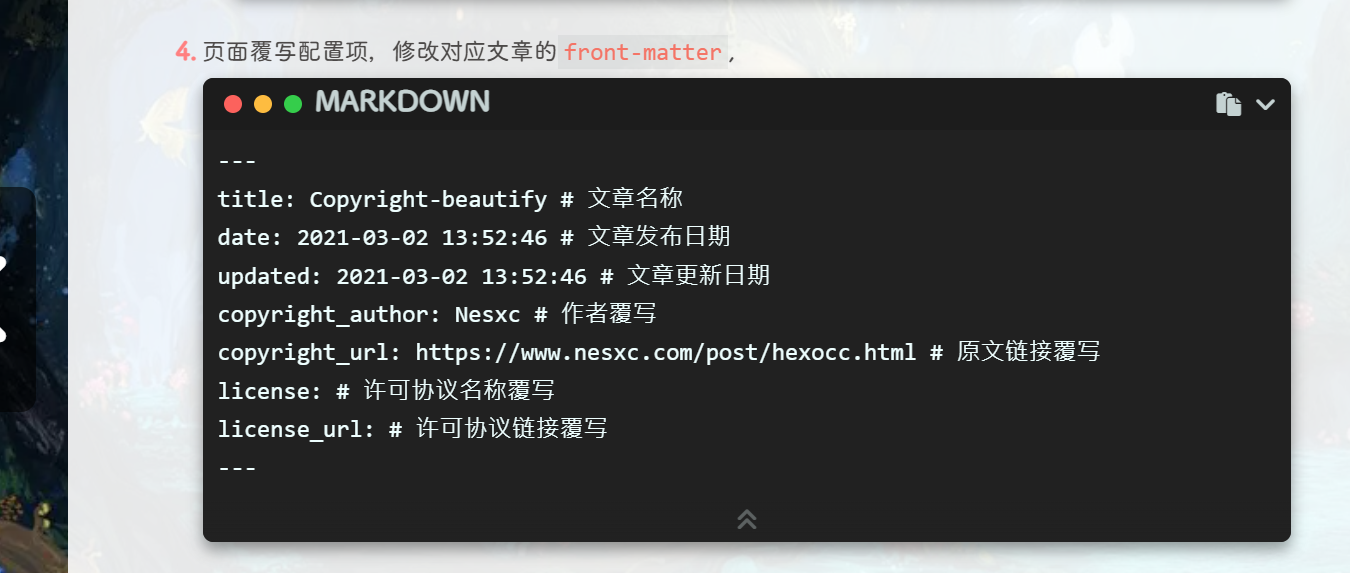 4. 页面覆写配置项，修改对应文章的 front-matter，
MARKDOWN
---
title: Copyright-beautify # 文章名称
date: 2021-03-02 13:52:46 # 文章发布日期
updated: 2021-03-02 13:52:46 # 文章更新日期
copyright_author: Nesxc # 作者覆写
copyright_url: https://www.nesxc.com/post/hexocc.html # 原文链接覆写
license: # 许可协议名称覆写
license_url: # 许可协议链接覆写
---